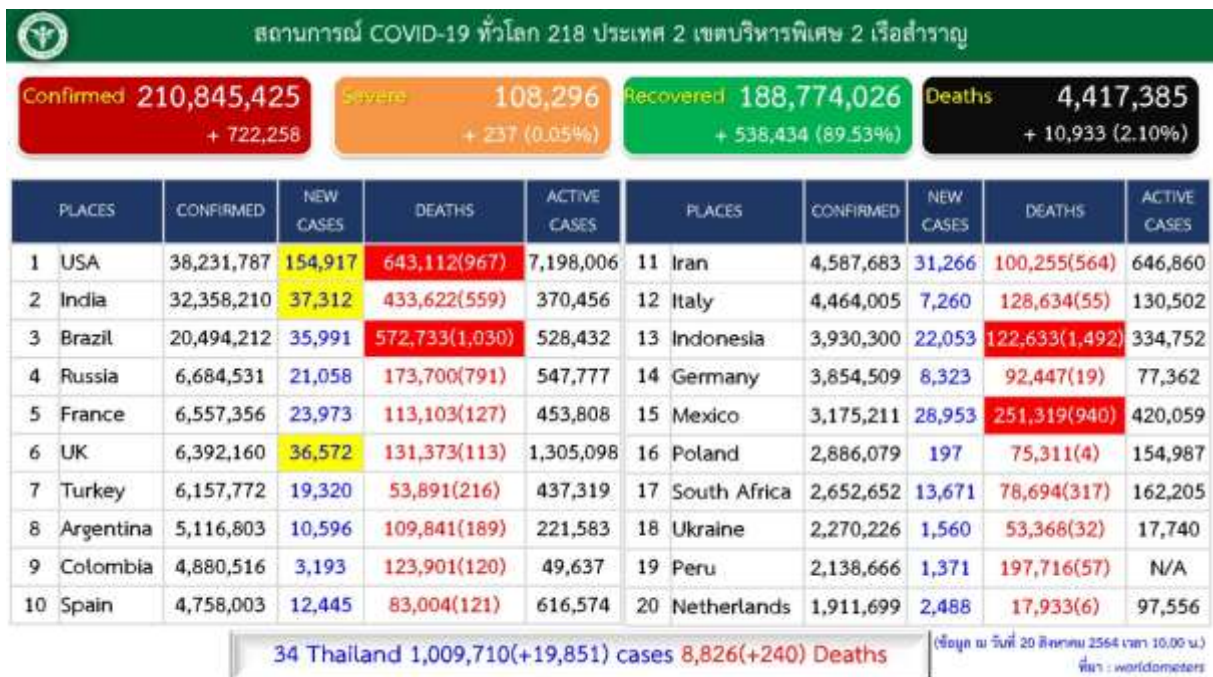 สถานการณ์ COVID-19 ทั่วโลก 218 ประเทศ 2 เขตบริหารพิเศษ 2 เรือสำราญ
Confirmed 210,845,425
+ 722,258
Severe 108,296
+ 237 (0.05%)
Recovered 188,774,026
+ 538,434 (89.53%)
Deaths 4,417,385
+ 10,933 (2.10%)
PLACES CONFIRMED NEW CASES DEATHS ACTIVE CASES PLACES CONFIRMED NEW CASES DEATHS ACTIVE CASES
1 USA 38,231,787 154,917 643,112(967) 7,198,006 11 Iran 4,587,683 31,266 100,255(564) 646,860
2 India 32,358,210 37,312 433,622(559) 370,456 12 Italy 4,464,005 7,260 128,634(55) 130,502
3 Brazil 20,494,212 35,991 572,733(1,030) 528,432 13 Indonesia 3,930,300 22,053 122,633(1,492) 334,752
4 Russia 6,684,531 21,058 173,700(791) 547,777 14 Germany 3,854,509 8,323 92,447(19) 77,362
5 France 6,557,356 23,973 113,103(127) 453,808 15 Mexico 3,175,211 28,953 251,319(940) 420,059
6 UK 6,392,160 36,572 131,373(113) 1,305,098 16 Poland 2,886,079 197 75,311(4) 154,987
7 Turkey 6,157,772 19,320 53,891(216) 437,319 17 South Africa 2,652,652 13,671 78,694(317) 162,205
8 Argentina 5,116,803 10,596 109,841(189) 221,583 18 Ukraine 2,270,226 1,560 53,368(32) 17,740
9 Colombia 4,880,516 3,193 123,901(120) 49,637 19 Peru 2,138,666 1,371 197,716(57) N/A
10 Spain 4,758,003 12,445 83,004(121) 616,574 20 Netherlands 1,911,699 2,488 17,933(6) 97,556
34 Thailand 1,009,710(+19,851) cases 8,826(+240) Deaths
(ข้อมูล ณ วันที่ 20 สิงหาคม 2564 เวลา 10.00 น.)
ที่มา : worldometers